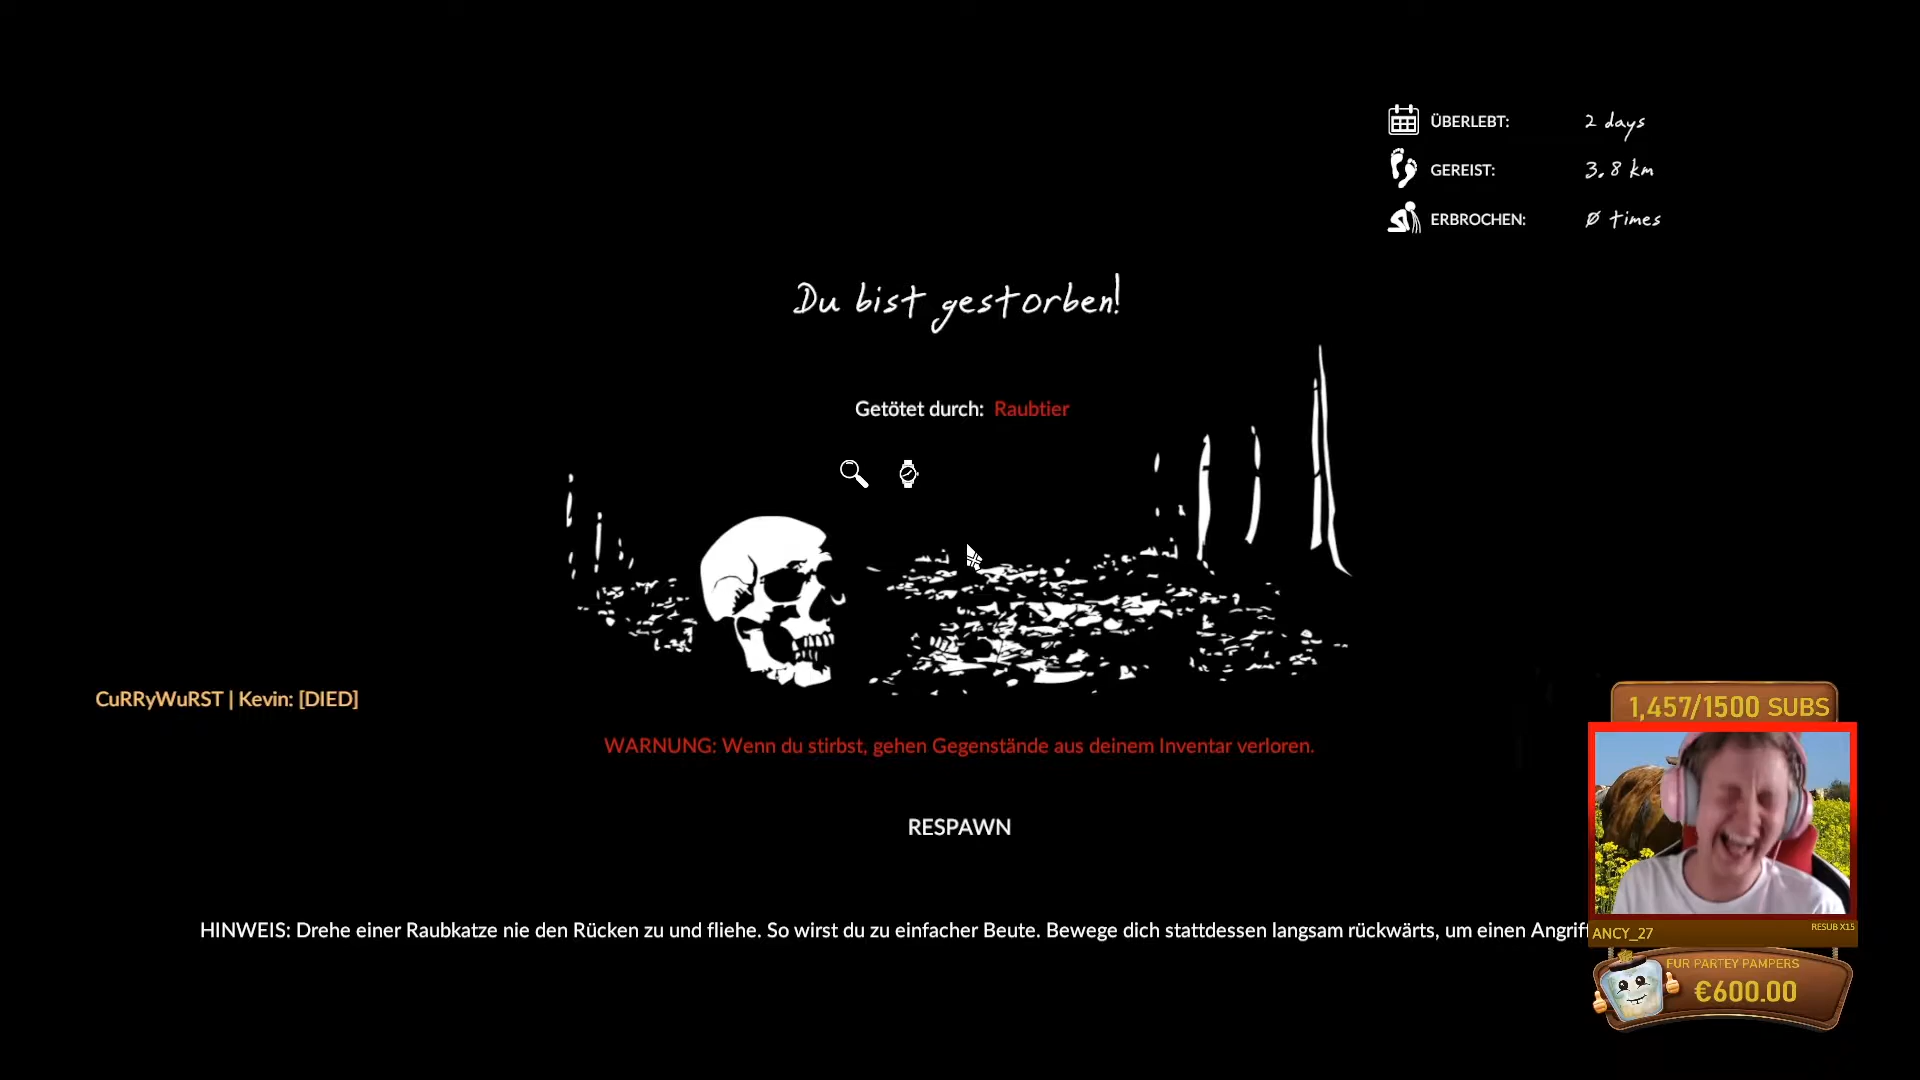 ÜBERLEBT: 2 days
GEREIST: 3.8 km
ERBROCHEN: 0 times
Du bist gestorben!
Getötet durch: Raubtier
CuRRyWuRST | Kevin: [DIED]
1,457/1500 SUBS
WARNUNG: Wenn du stirbst, gehen Gegenstände aus deinem Inventar verloren.
RESPAWN
HINWEIS: Drehe einer Raubkatze nie den Rücken zu und fliehe. So wirst du zu einfacher Beute. Bewege dich stattdessen langsam rückwärts, um einen Angriff
ANCY_27 RESUB X15
FUR PARTEY PAMPERS
€600.00